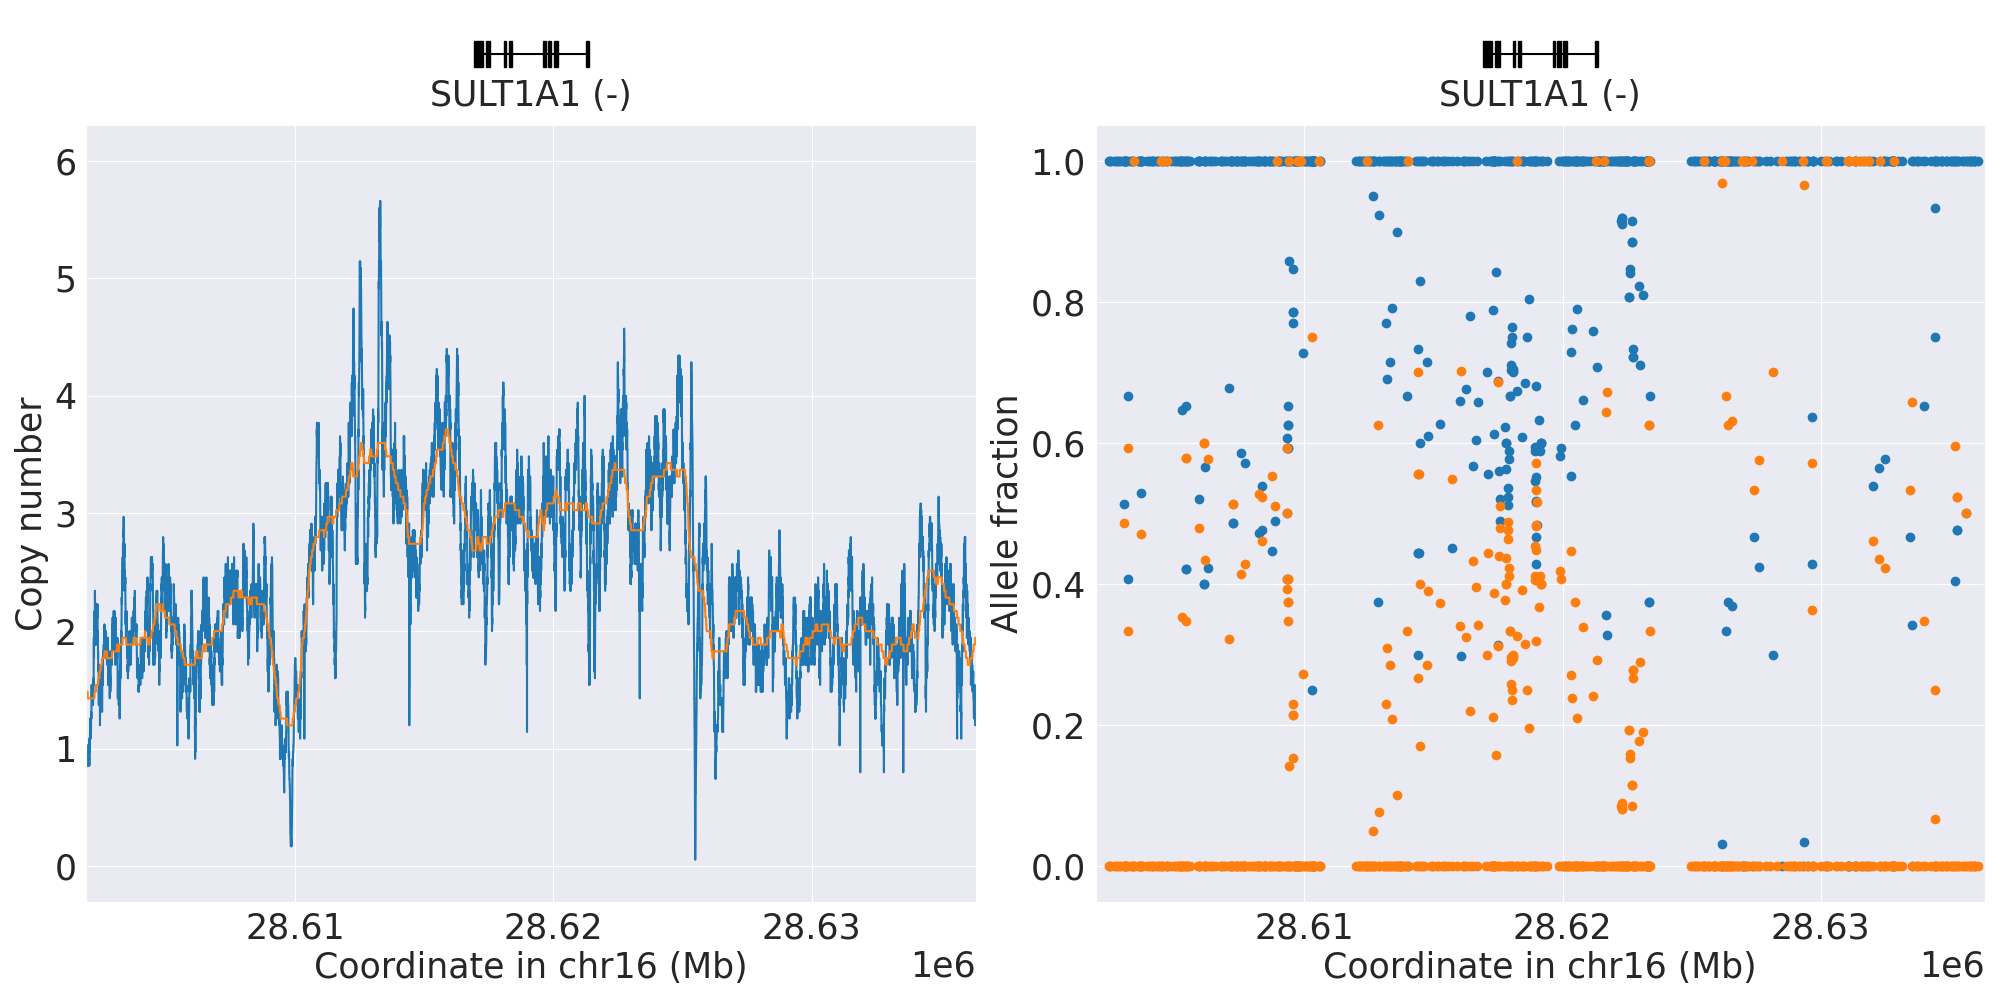 SULT1A1 (-)
6
5
4
3
2
1
0
Copy number
28.61
28.62
28.63
Coordinate in chr16 (Mb)
1e6
SULT1A1 (-)
1.0
0.8
0.6
0.4
0.2
0.0
Allele fraction
28.61
28.62
28.63
Coordinate in chr16 (Mb)
1e6